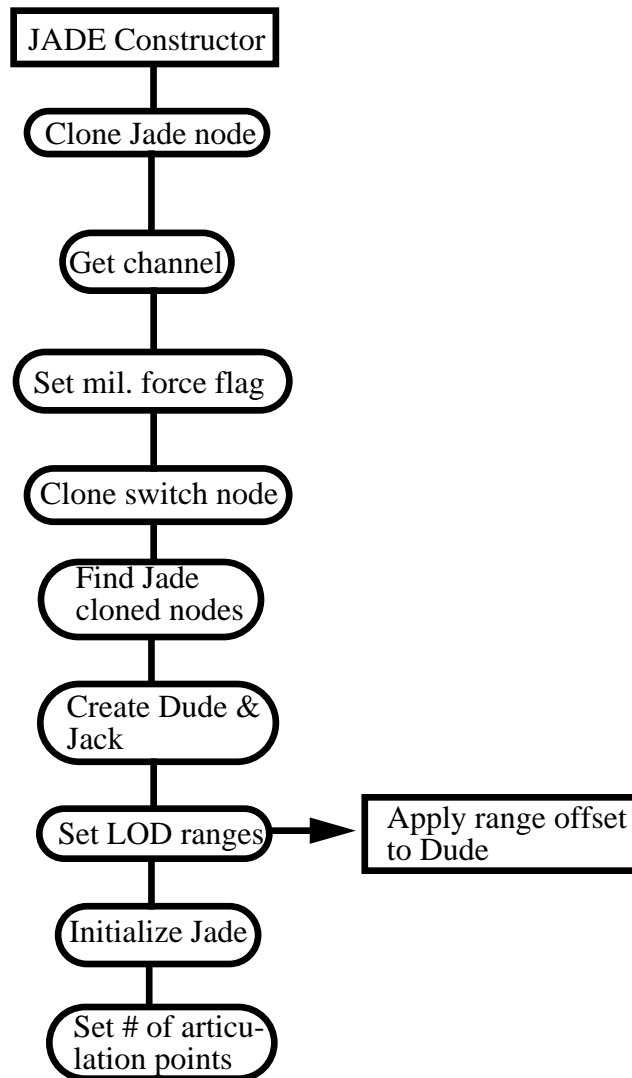 JADE Constructor
Clone Jade node
Get channel
Set mil. force flag
Clone switch node
Find Jade
cloned nodes
Create Dude &
Jack
Set LOD ranges
Apply range offset
to Dude
Initialize Jade
Set # of articu-
lation points